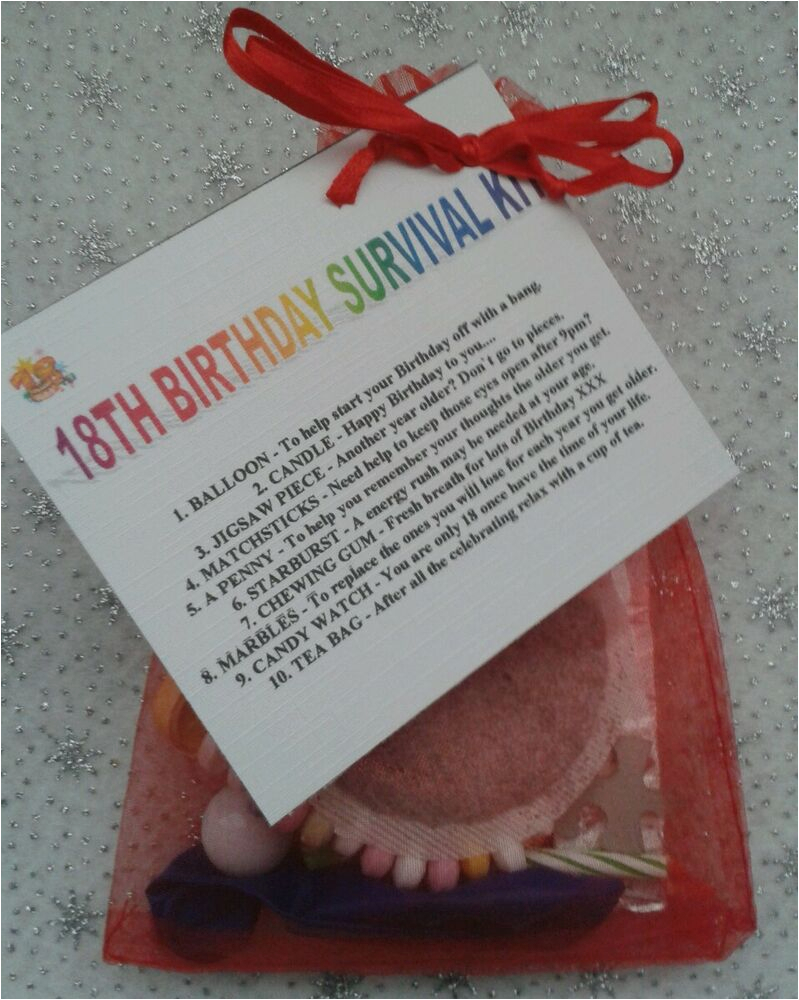 18
18TH BIRTHDAY SURVIVAL KIT
1. BALLOON - To help start your Birthday off with a bang.
2. CANDLE - Happy Birthday to you....
3. JIGSAW PIECE - Another year older? Don`t go to pieces.
4. MATCHSTICKS - Need help to keep those eyes open after 9pm?
5. A PENNY - To help you remember your thoughts the older you get.
6. STARBURST - A energy rush may be needed at your age.
7. CHEWING GUM - Fresh breath for lots of Birthday XXX
8. MARBLES - To replace the ones you will lose for each year you get older.
9. CANDY WATCH - You are only 18 once have the time of your life.
10. TEA BAG - After all the celebrating relax with a cup of tea.